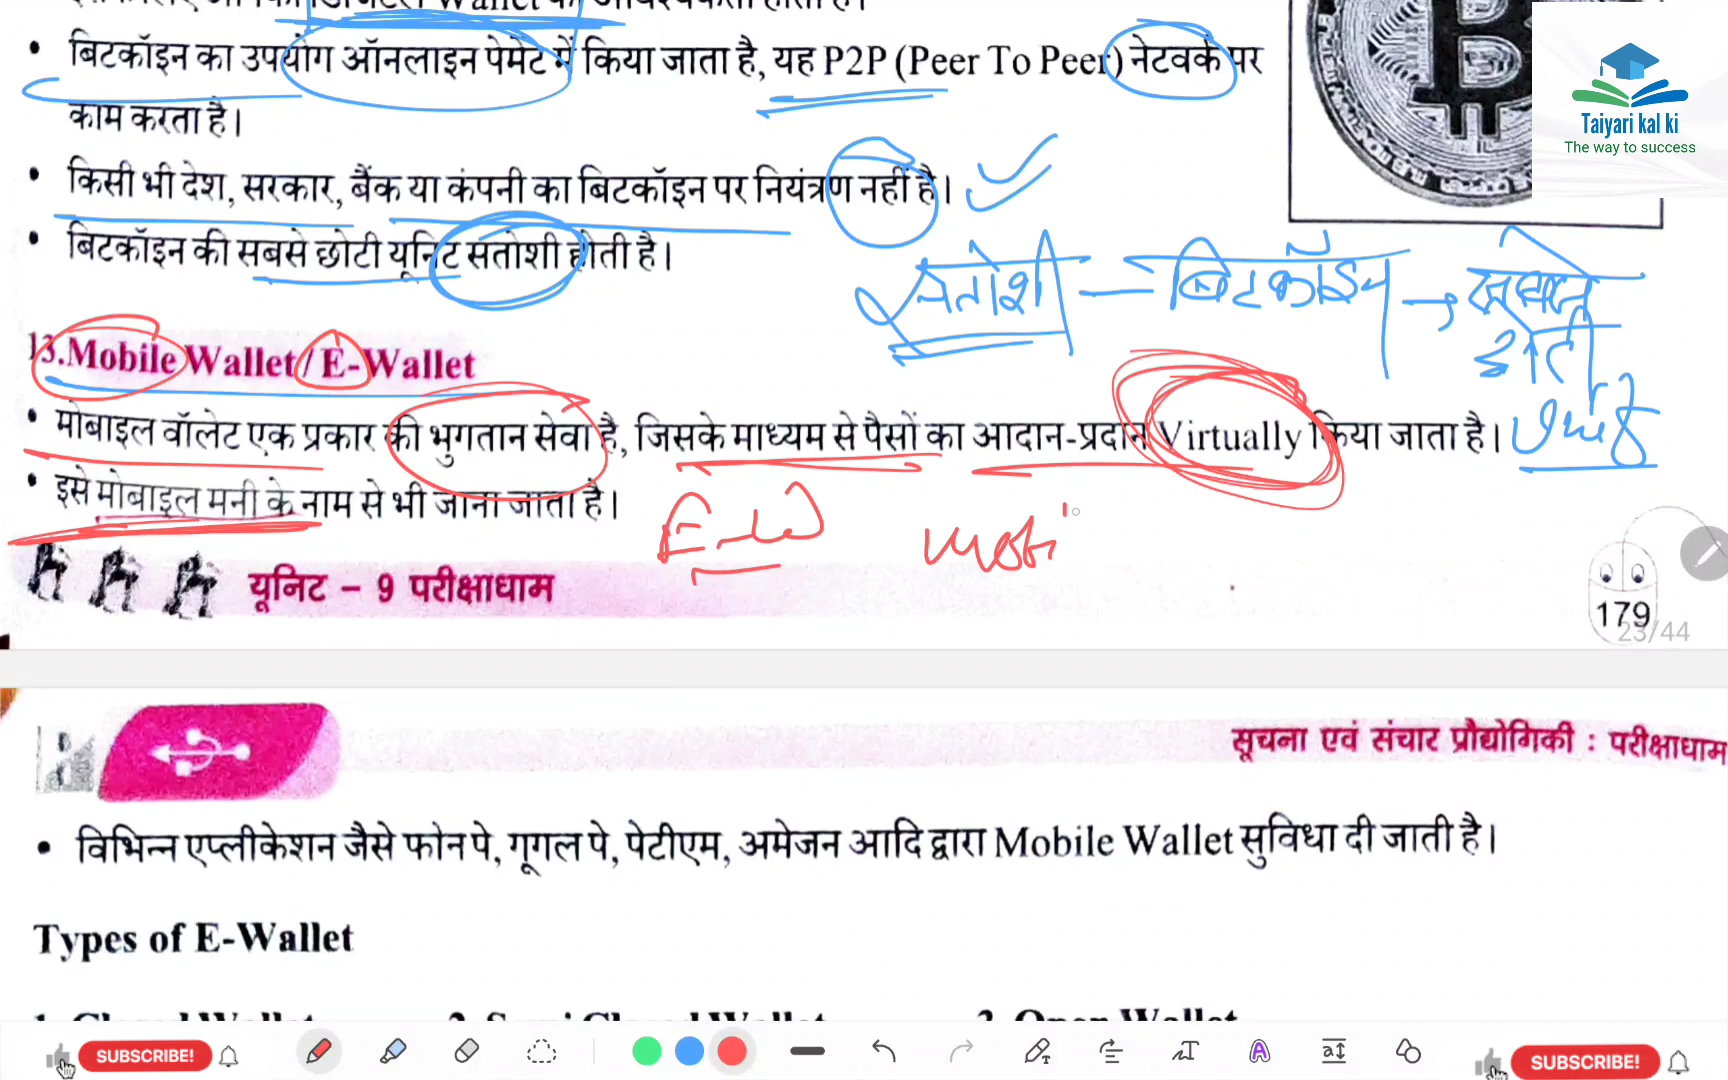 बिटकॉइन का उपयोग ऑनलाइन पेमेंट में किया जाता है, यह P2P (Peer To Peer) नेटवर्क पर
काम करता है।
किसी भी देश, सरकार, बैंक या कंपनी का बिटकॉइन पर नियंत्रण नहीं है।
बिटकॉइन की सबसे छोटी यूनिट सतोशी होती है।
सतोशी – बिटकॉइन →
छोटी
13.Mobile Wallet / E-Wallet
मोबाइल वॉलेट एक प्रकार की भुगतान सेवा है, जिसके माध्यम से पैसों का आदान-प्रदान Virtually किया जाता है।
इसे मोबाइल मनी के नाम से भी जाना जाता है।
E-W mobi
यूनिट – 9 परीक्षाधाम
179
23/44
सूचना एवं संचार प्रौद्योगिकी : परीक्षाधाम
विभिन्न एप्लीकेशन जैसे फोन पे, गूगल पे, पेटीएम, अमेजन आदि द्वारा Mobile Wallet सुविधा दी जाती है।
Types of E-Wallet
Taiyari kal ki
The way to success
SUBSCRIBE!
SUBSCRIBE!